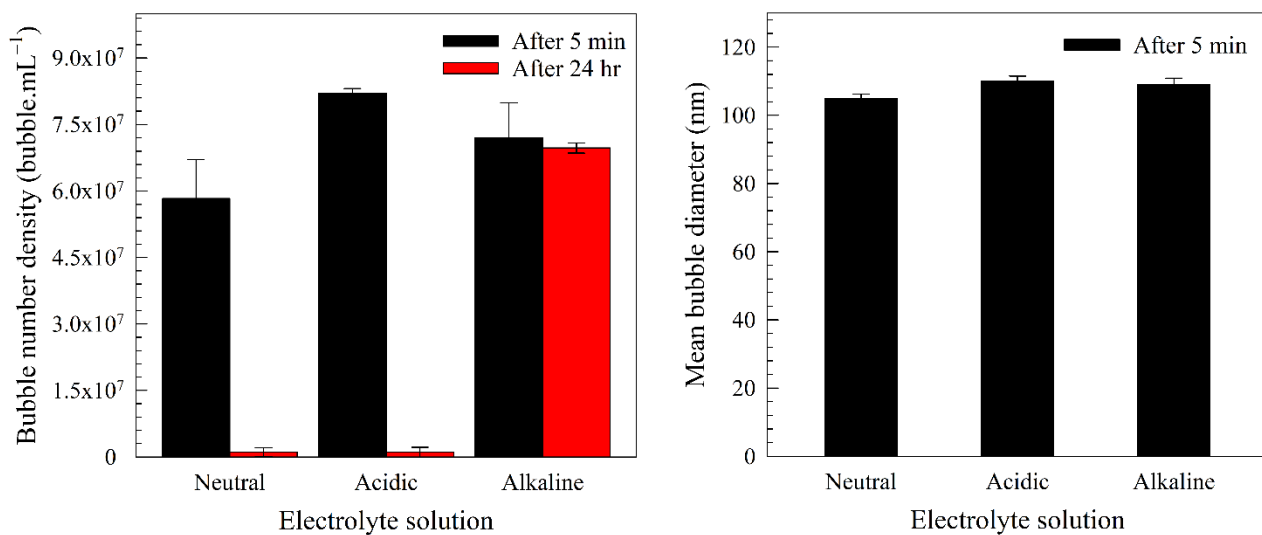 Bubble number density (bubble.mL⁻¹)
9.0x10⁷
7.5x10⁷
6.0x10⁷
4.5x10⁷
3.0x10⁷
1.5x10⁷
0
After 5 min
After 24 hr
Neutral
Acidic
Alkaline
Electrolyte solution
Mean bubble diameter (nm)
120
100
80
60
40
20
0
After 5 min
Neutral
Acidic
Alkaline
Electrolyte solution